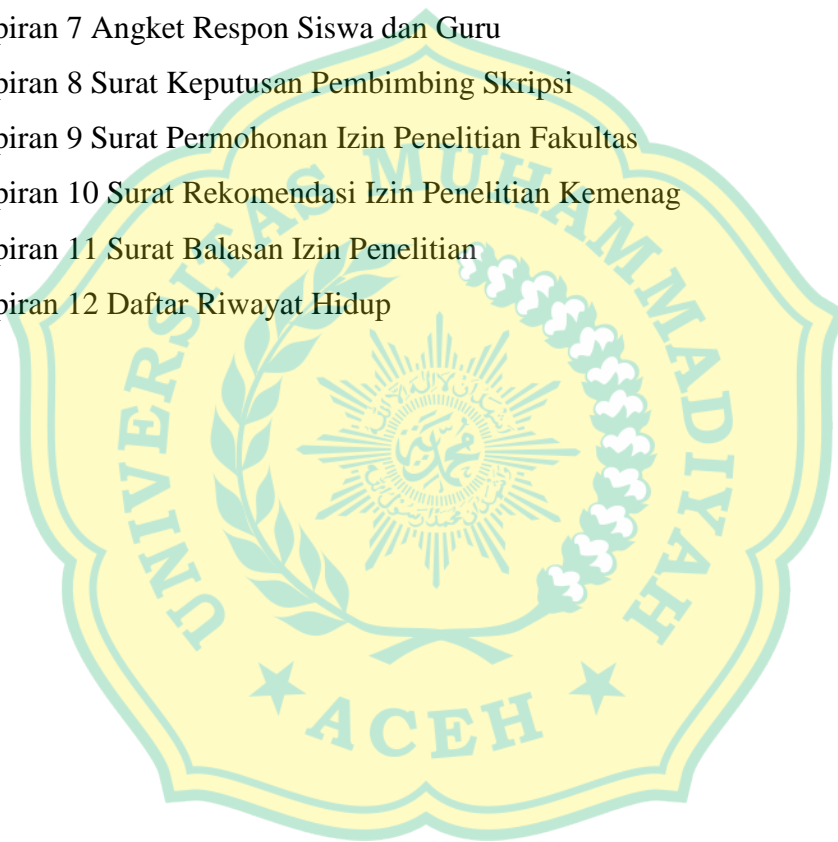 piran 7 Angket Respon Siswa dan Guru
piran 8 Surat Keputusan Pembimbing Skripsi
piran 9 Surat Permohonan Izin Penelitian Fakultas
piran 10 Surat Rekomendasi Izin Penelitian Kemenag
piran 11 Surat Balasan Izin Penelitian
piran 12 Daftar Riwayat Hidup
UNIVERSITAS MUHAMMADIYAH
ACEH
محمدية